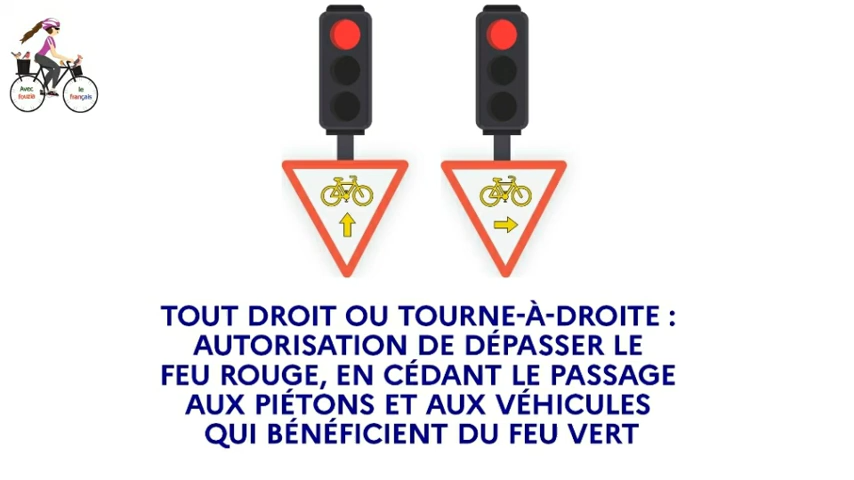 Avec le
fouzia français
TOUT DROIT OU TOURNE-À-DROITE :
AUTORISATION DE DÉPASSER LE
FEU ROUGE, EN CÉDANT LE PASSAGE
AUX PIÉTONS ET AUX VÉHICULES
QUI BÉNÉFICIENT DU FEU VERT